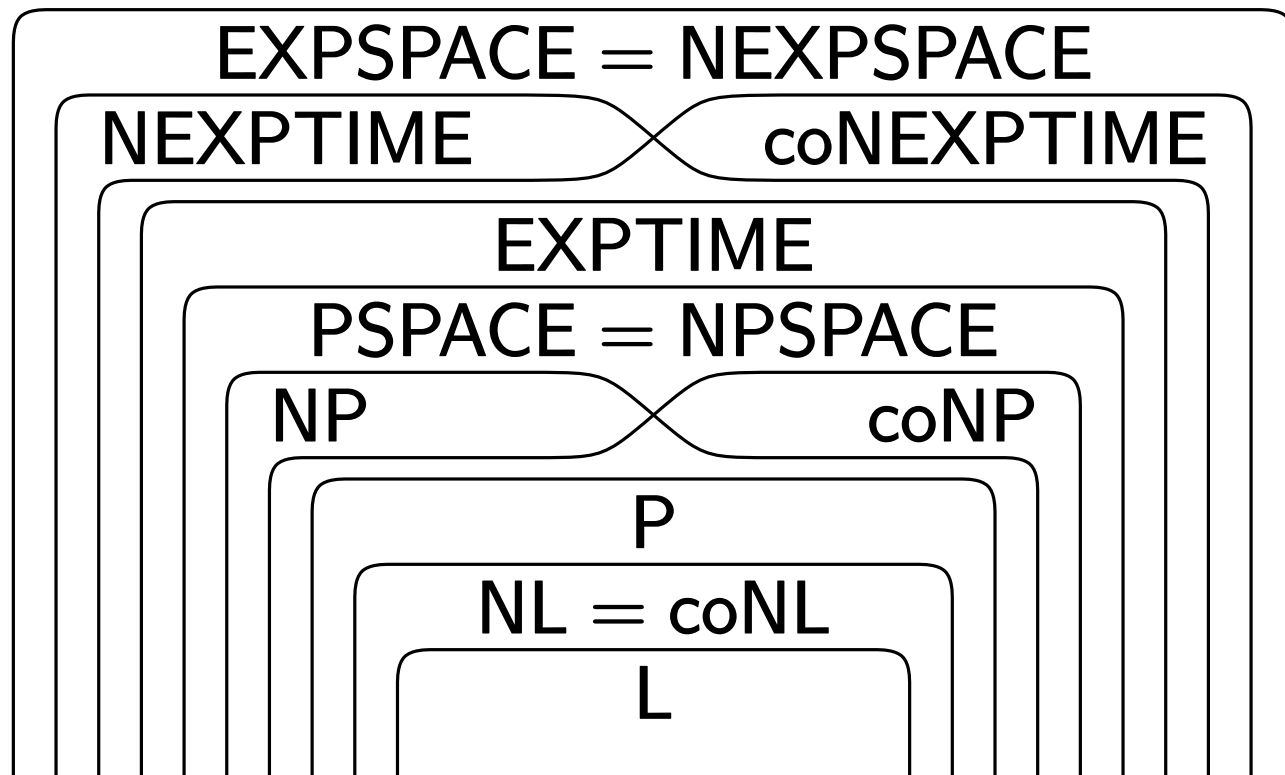 EXPSPACE = NEXPSPACE
NEXPTIME coNEXPTIME
EXPTIME
PSPACE = NPSPACE
NP coNP
P
NL = coNL
L